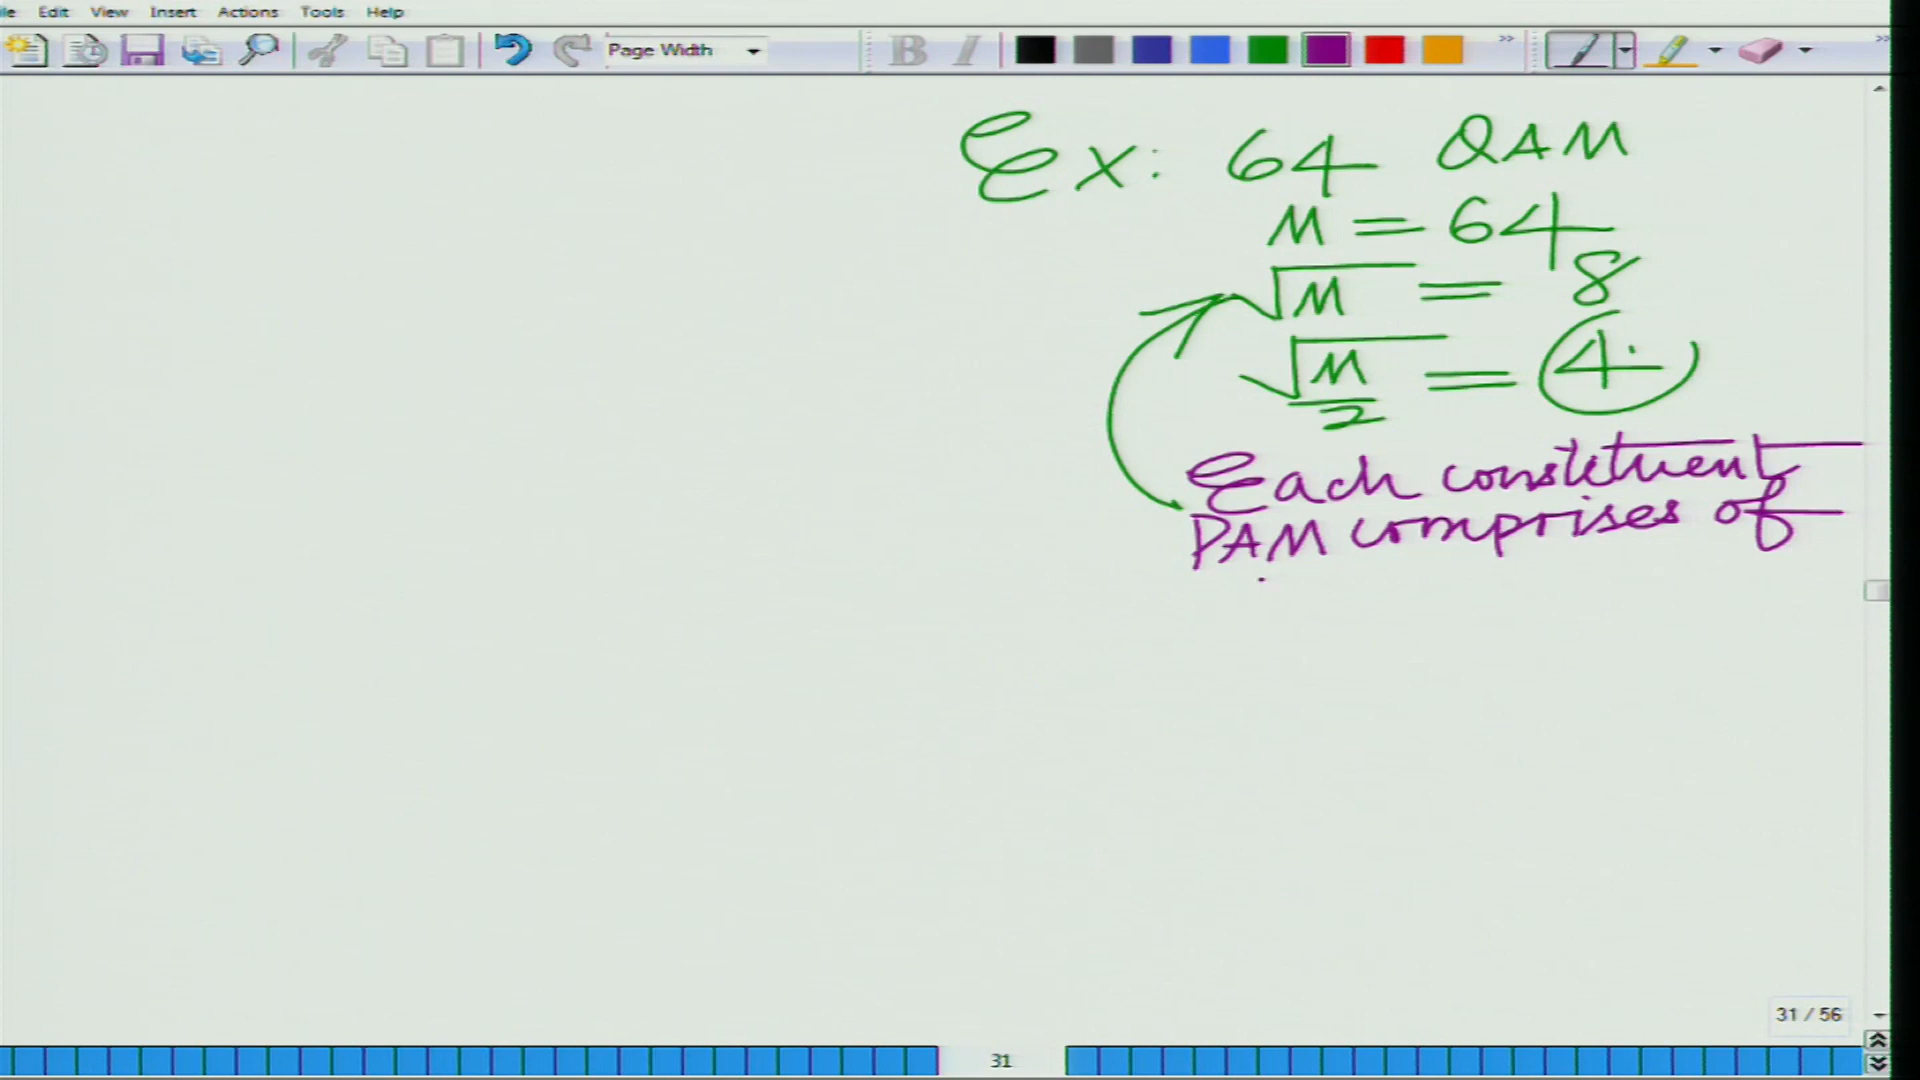 ile Edit View Insert Actions Tools Help
Page Width B I
Ex: 64 QAM
M = 64
√M = 8
√M/2 = 4
Each constituent
PAM comprises of
31 / 56
31